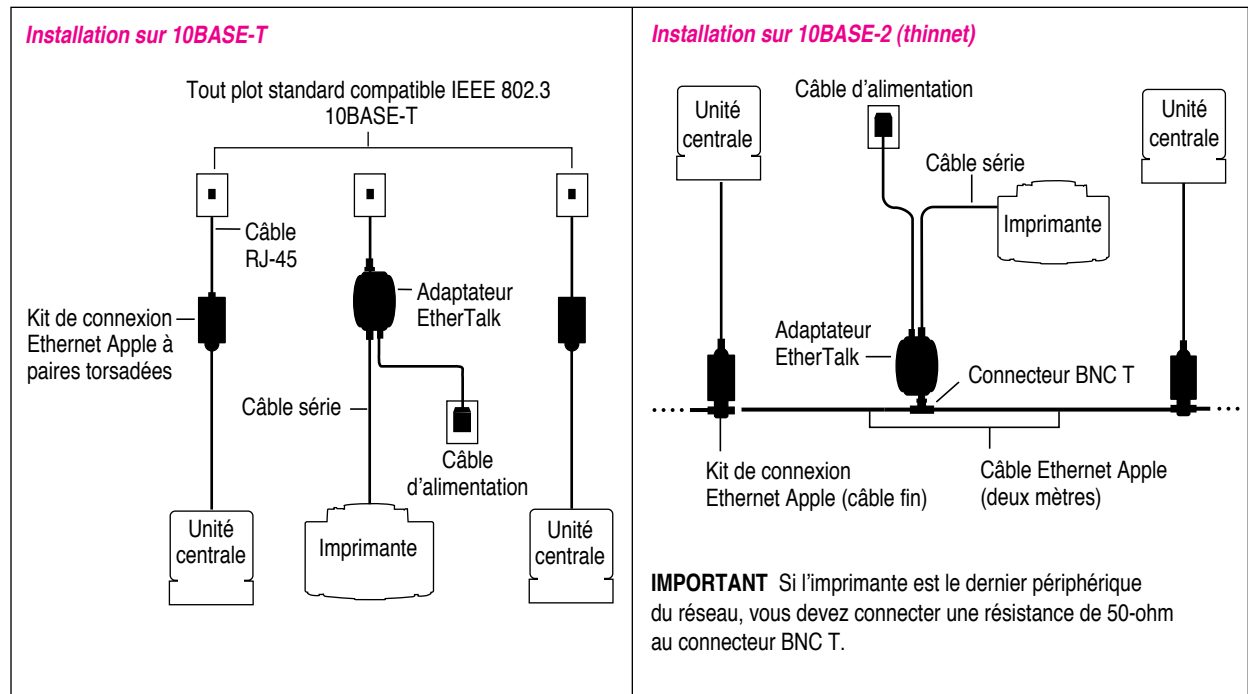 Installation sur 10BASE-T
Tout plot standard compatible IEEE 802.3
10BASE-T
Câble
RJ-45
Kit de connexion
Ethernet Apple à
paires torsadées
Adaptateur
EtherTalk
Câble série
Câble
d'alimentation
Unité
centrale
Imprimante
Unité
centrale
Installation sur 10BASE-2 (thinnet)
Câble d'alimentation
Unité
centrale
Unité
centrale
Câble série
Imprimante
Adaptateur
EtherTalk
Connecteur BNC T
Kit de connexion
Ethernet Apple (câble fin)
Câble Ethernet Apple
(deux mètres)
IMPORTANT Si l'imprimante est le dernier périphérique
du réseau, vous devez connecter une résistance de 50-ohm
au connecteur BNC T.